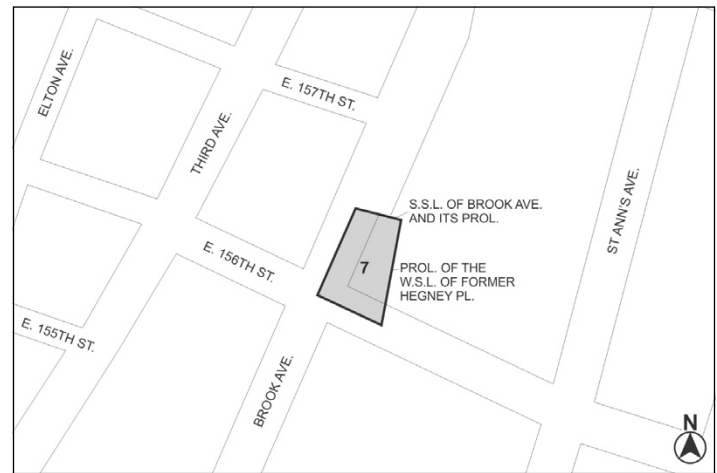 ELTON AVE.
THIRD AVE.
E. 157TH ST.
S.S.L. OF BROOK AVE.
AND ITS PROL.
ST ANN'S AVE.
E. 156TH ST.
7
PROL. OF THE
W.S.L. OF FORMER
HEGNEY PL.
E. 155TH ST.
BROOK AVE.
N